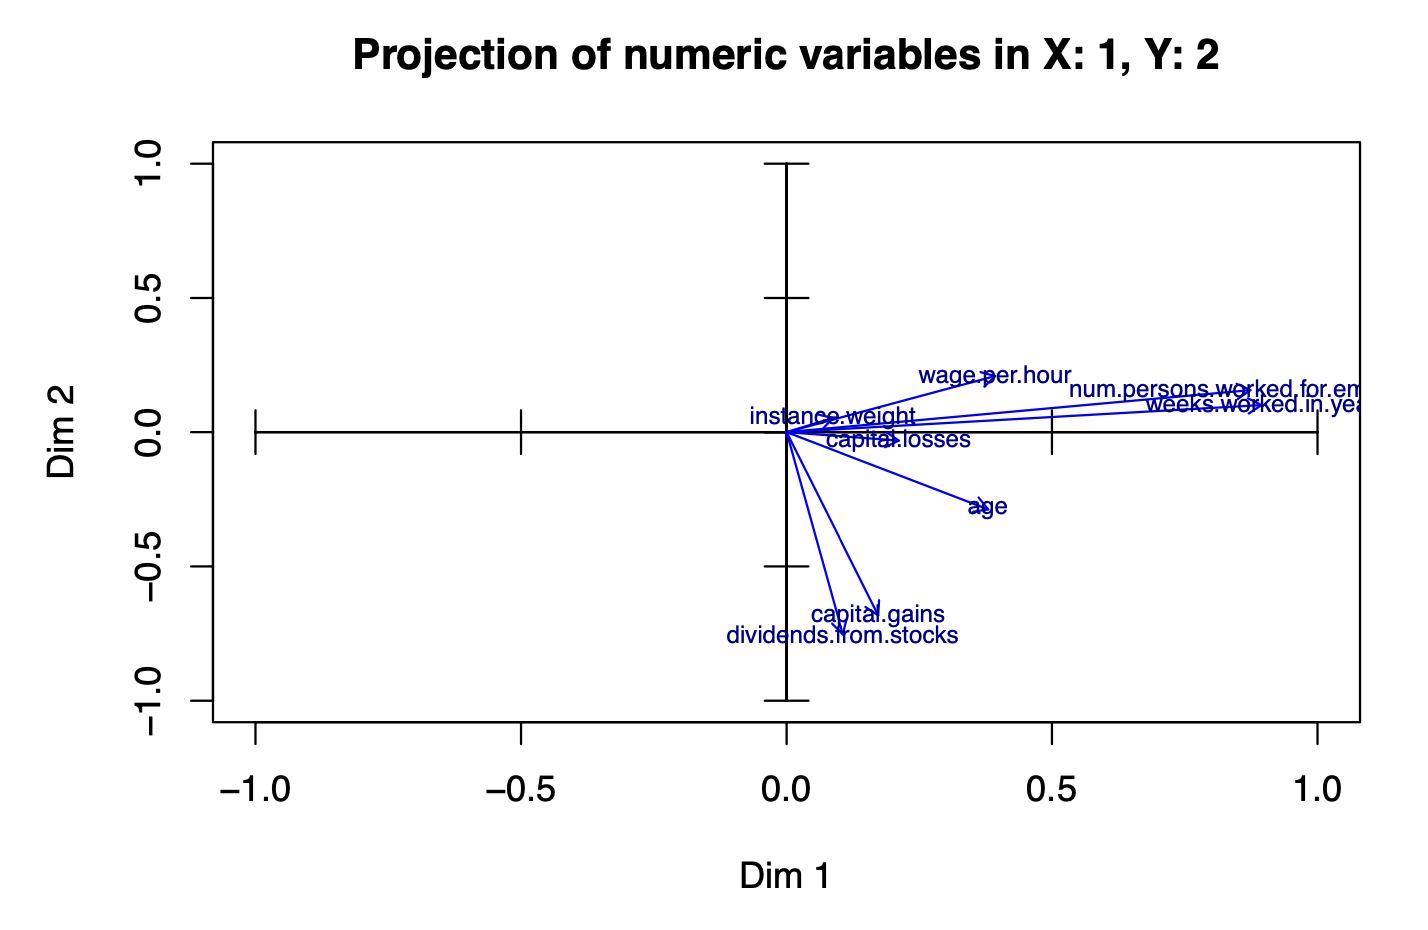 Projection of numeric variables in X: 1, Y: 2
1.0
0.5
0.0
−0.5
−1.0
Dim 2
wage.per.hour
num.persons.worked.for.em
weeks.worked.in.yea
instance.weight
capital.losses
age
capital.gains
dividends.from.stocks
−1.0
−0.5
0.0
0.5
1.0
Dim 1